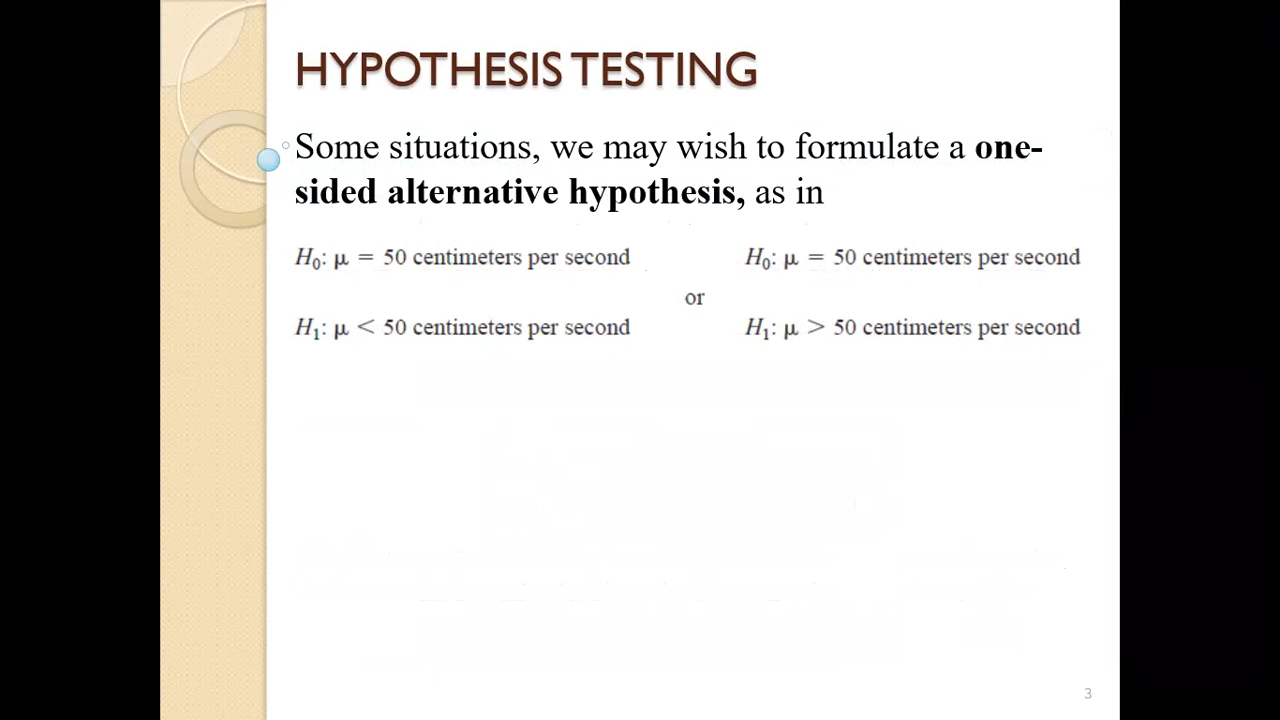 HYPOTHESIS TESTING
Some situations, we may wish to formulate a one-
sided alternative hypothesis, as in
H₀: μ = 50 centimeters per second
H₀: μ = 50 centimeters per second
or
H₁: μ < 50 centimeters per second
H₁: μ > 50 centimeters per second
3